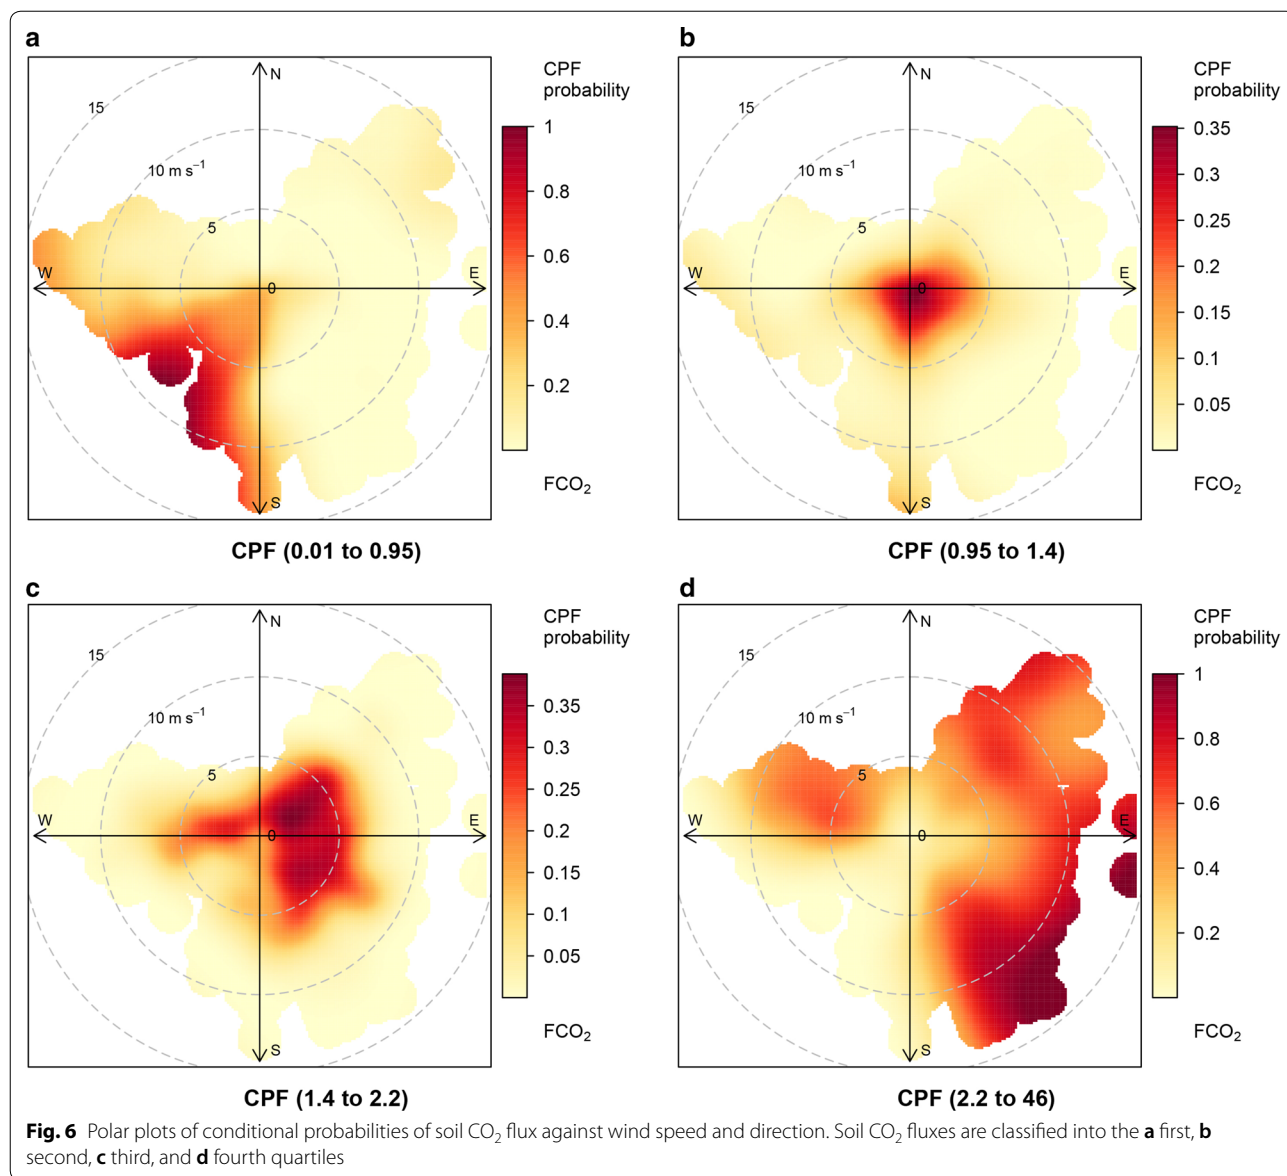 a
N
15
10 m s⁻¹
5
W
0
E
S
CPF
probability
1
0.8
0.6
0.4
0.2
FCO₂
CPF (0.01 to 0.95)
b
N
15
10 m s⁻¹
5
W
0
E
S
CPF
probability
0.35
0.3
0.25
0.2
0.15
0.1
0.05
FCO₂
CPF (0.95 to 1.4)
c
N
15
10 m s⁻¹
5
W
0
E
S
CPF
probability
0.35
0.3
0.25
0.2
0.15
0.1
0.05
FCO₂
CPF (1.4 to 2.2)
d
N
15
10 m s⁻¹
5
W
0
E
S
CPF
probability
1
0.8
0.6
0.4
0.2
FCO₂
CPF (2.2 to 46)
Fig. 6 Polar plots of conditional probabilities of soil CO₂ flux against wind speed and direction. Soil CO₂ fluxes are classified into the a first, b
second, c third, and d fourth quartiles